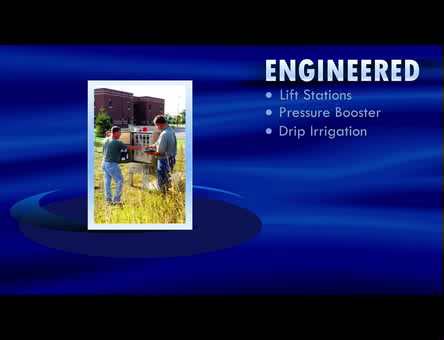 ENGINEERED
• Lift Stations
• Pressure Booster
• Drip Irrigation